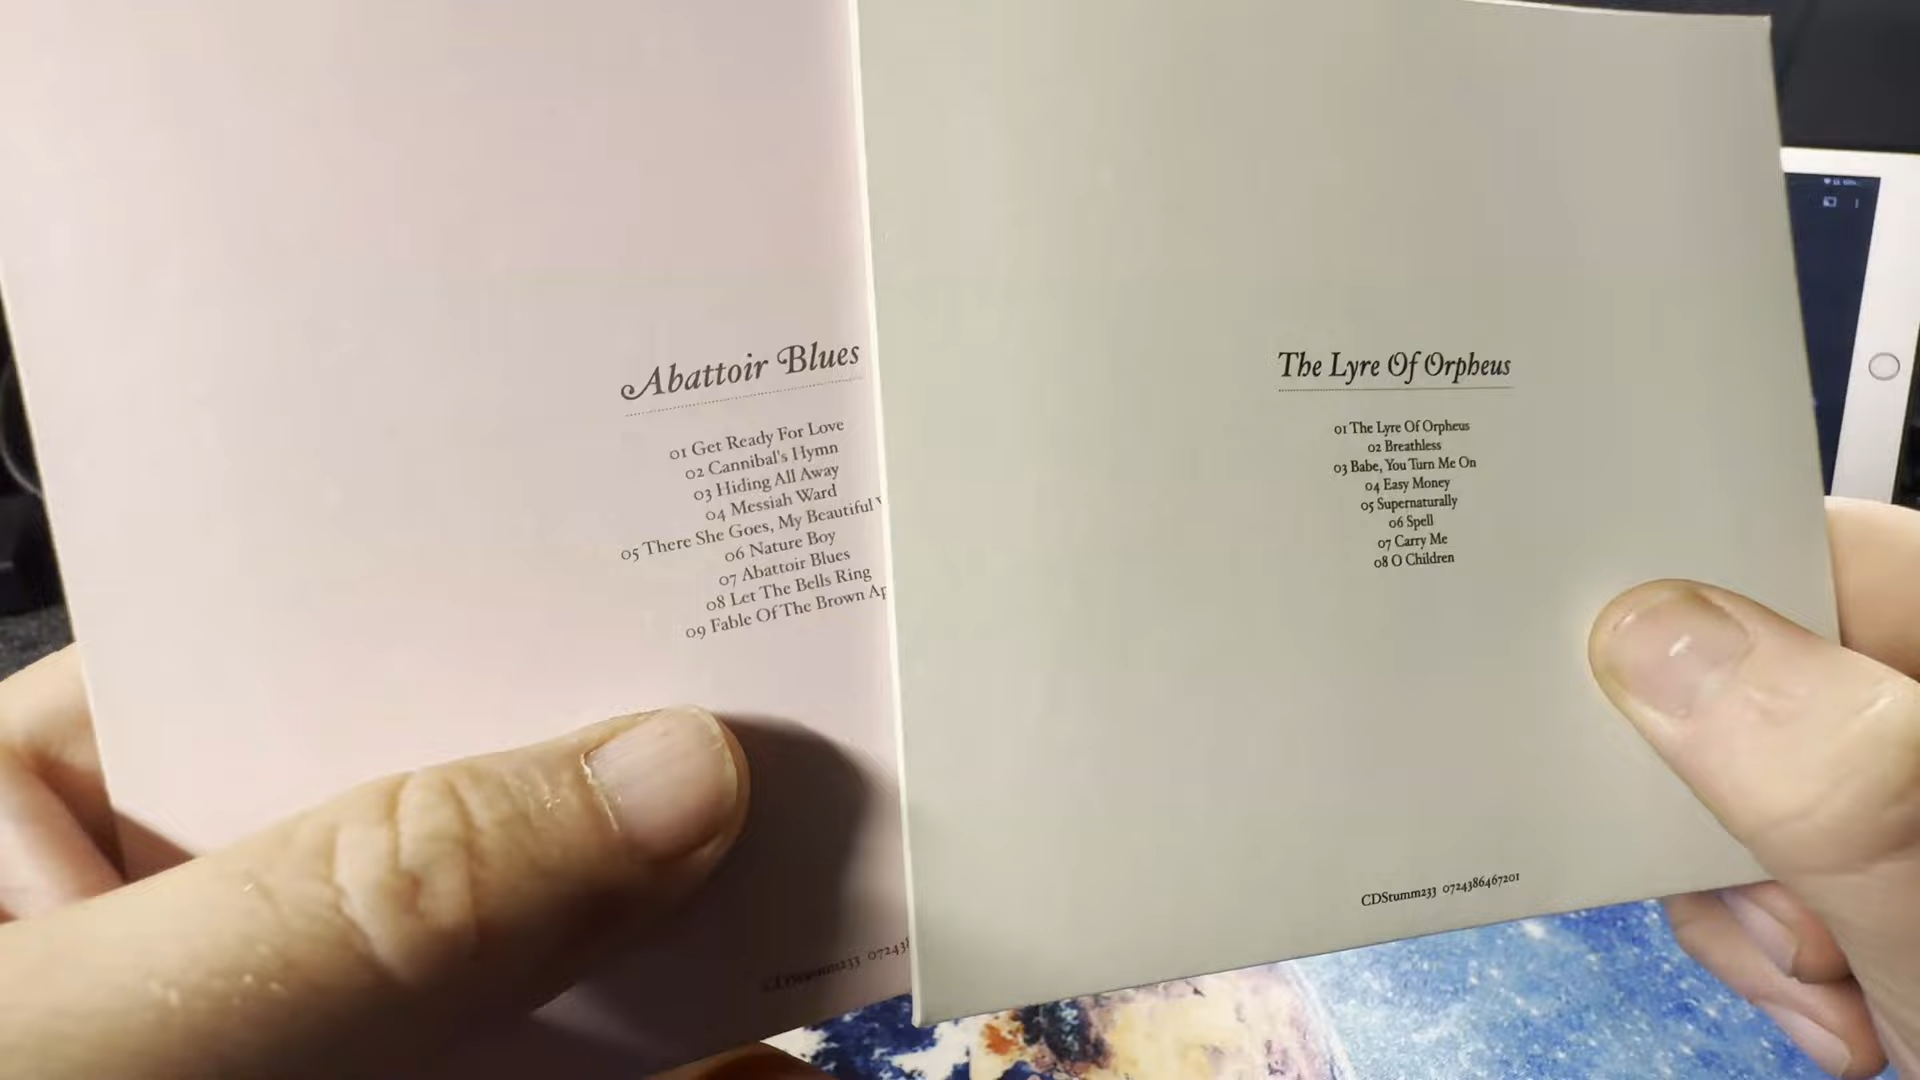 Abattoir Blues
01 Get Ready For Love
02 Cannibal's Hymn
03 Hiding All Away
04 Messiah Ward
05 There She Goes, My Beautiful
06 Nature Boy
07 Abattoir Blues
08 Let The Bells Ring
09 Fable Of The Brown Ap
CDStumm233 07243
The Lyre Of Orpheus
01 The Lyre Of Orpheus
02 Breathless
03 Babe, You Turn Me On
04 Easy Money
05 Supernaturally
06 Spell
07 Carry Me
08 O Children
CDStumm233 0724386467201